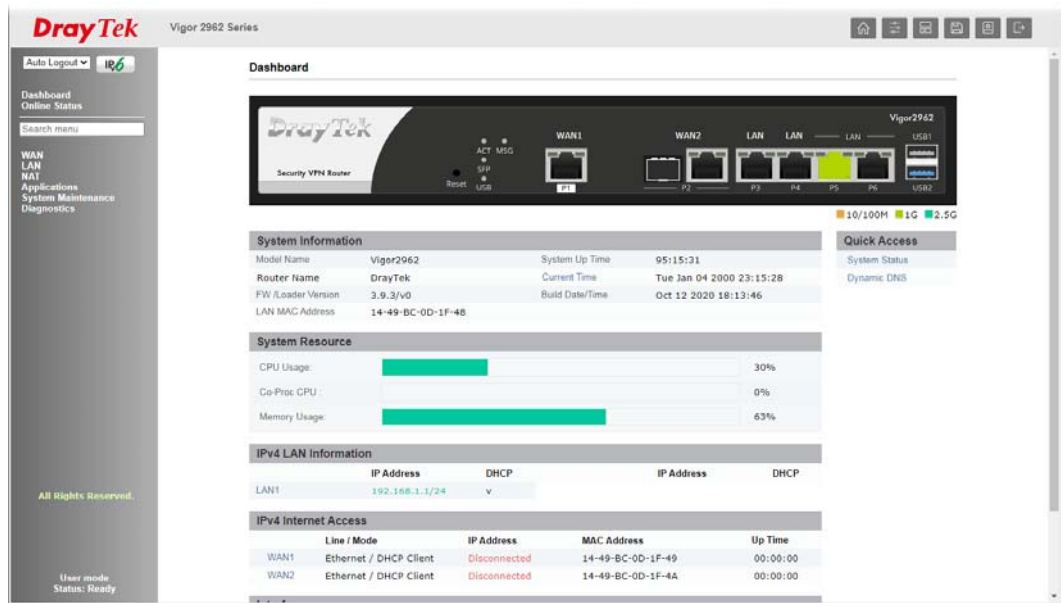 DrayTek Vigor 2962 Series
Auto Logout IPv6
Dashboard
Online Status
Search menu
WAN
LAN
NAT
Applications
System Maintenance
Diagnostics
All Rights Reserved.
User mode
Status: Ready
Dashboard
DrayTek
Security VPN Router
Vigor2962
ACT MSG
SFP
USB
Reset
WAN1 WAN2 LAN LAN LAN USB1
P1 P2 P3 P4 P5 P6 USB2
10/100M 1G 2.5G
System Information
Model Name Vigor2962 System Up Time 95:15:31
Router Name DrayTek Current Time Tue Jan 04 2000 23:15:28
FW /Loader Version 3.9.3/v0 Build Date/Time Oct 12 2020 18:13:46
LAN MAC Address 14-49-BC-0D-1F-48
Quick Access
System Status
Dynamic DNS
System Resource
CPU Usage: 30%
Co-Proc CPU : 0%
Memory Usage: 63%
IPv4 LAN Information
IP Address DHCP IP Address DHCP
LAN1 192.168.1.1/24 v
IPv4 Internet Access
Line / Mode IP Address MAC Address Up Time
WAN1 Ethernet / DHCP Client Disconnected 14-49-BC-0D-1F-49 00:00:00
WAN2 Ethernet / DHCP Client Disconnected 14-49-BC-0D-1F-4A 00:00:00